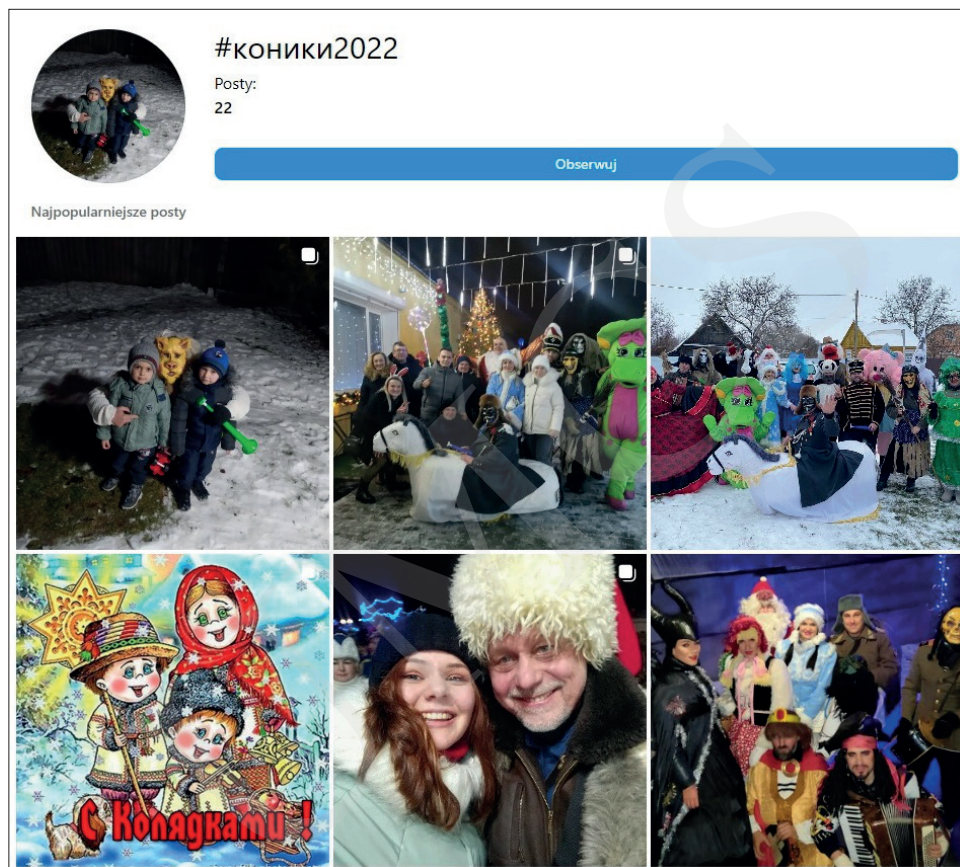 #коники2022
Posty:
22
Obserwuj
Najpopularniejsze posty
С Колядками !